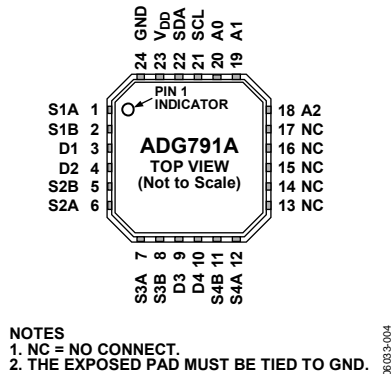 24 GND
23 VDD
22 SDA
21 SCL
20 A0
19 A1
PIN 1
INDICATOR
S1A 1
S1B 2
D1 3
D2 4
S2B 5
S2A 6
ADG791A
TOP VIEW
(Not to Scale)
18 A2
17 NC
16 NC
15 NC
14 NC
13 NC
S3A 7
S3B 8
D3 9
D4 10
S4B 11
S4A 12
NOTES
1. NC = NO CONNECT.
2. THE EXPOSED PAD MUST BE TIED TO GND.
06033-004